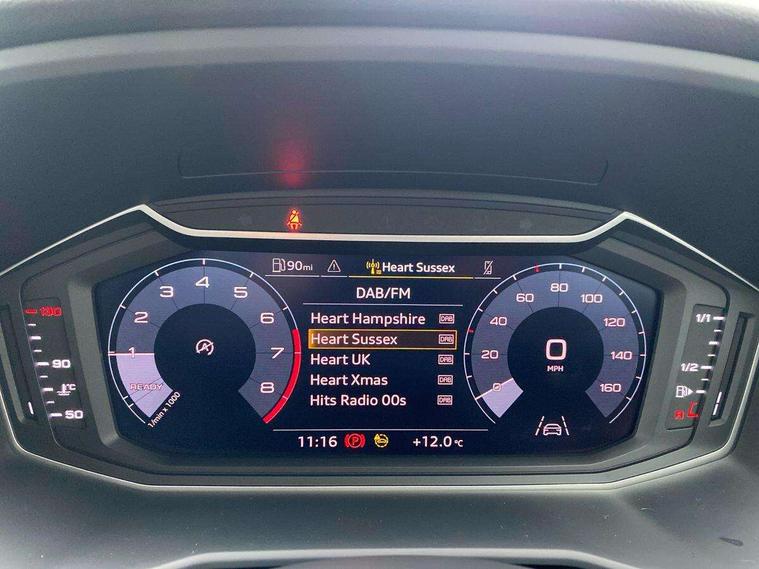 90mi Heart Sussex
DAB/FM
Heart Hampshire DAB
Heart Sussex DAB
Heart UK DAB
Heart Xmas DAB
Hits Radio 00s DAB
11:16 +12.0 °C
1 2 3 4 5 6 7 8
READY
1/min x 1000
A
0 20 40 60 80 100 120 140 160
0
MPH
130
90
°C
50
1/1
1/2
R
P